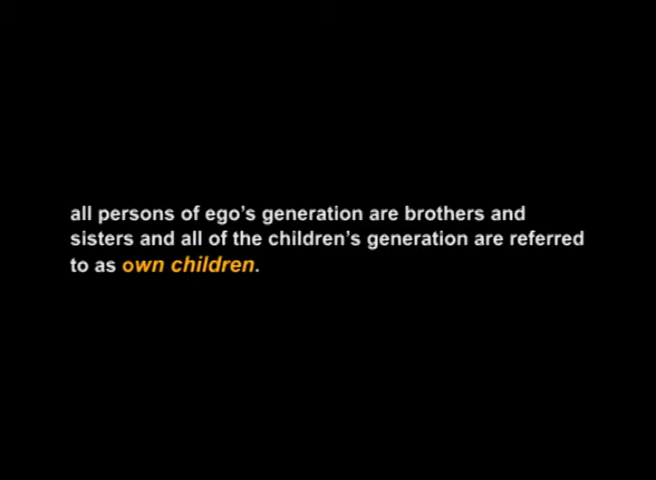 all persons of ego's generation are brothers and
sisters and all of the children's generation are referred
to as own children.